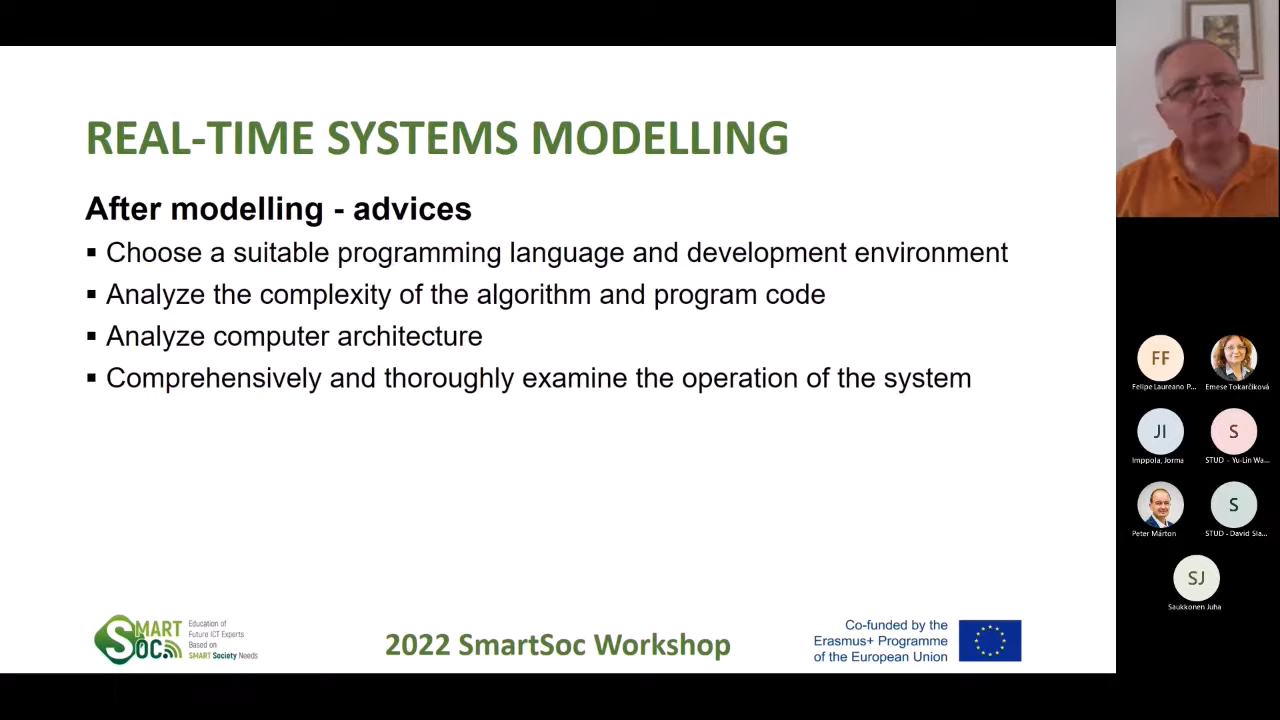 REAL-TIME SYSTEMS MODELLING
After modelling - advices
▪ Choose a suitable programming language and development environment
▪ Analyze the complexity of the algorithm and program code
▪ Analyze computer architecture
▪ Comprehensively and thoroughly examine the operation of the system
SMART
SOC
Education of
Future ICT Experts
Based on
SMART Society Needs
2022 SmartSoc Workshop
Co-funded by the
Erasmus+ Programme
of the European Union
FF
Felipe Laureano P...
Emese Tokarčíková
JI
Imppola, Jorma
S
STUD - Yu-Lin Wa...
Peter Márton
S
STUD - David Sla...
SJ
Saukkonen Juha